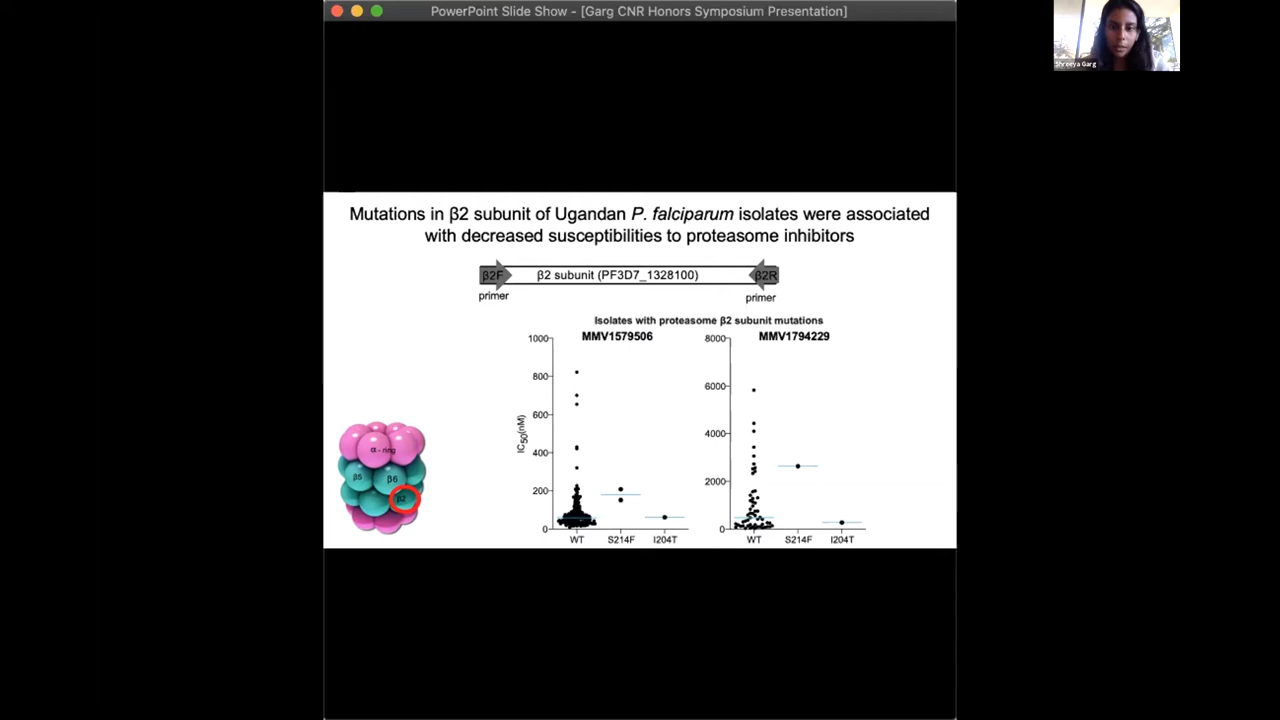 PowerPoint Slide Show - [Garg CNR Honors Symposium Presentation]
Shreeya Garg
Mutations in β2 subunit of Ugandan P. falciparum isolates were associated
with decreased susceptibilities to proteasome inhibitors
β2F
β2 subunit (PF3D7_1328100)
β2R
primer
primer
Isolates with proteasome β2 subunit mutations
MMV1579506
MMV1794229
1000
800
600
400
200
0
IC50(nM)
WT
S214F
I204T
8000
6000
4000
2000
0
WT
S214F
I204T
α - ring
β5
β6
β2